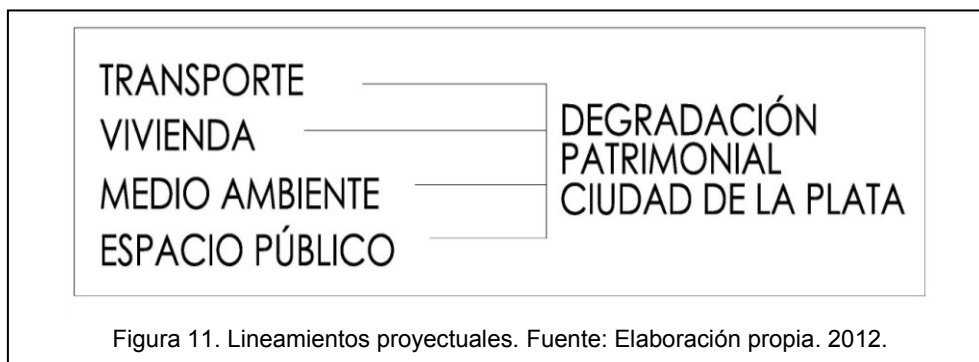 TRANSPORTE
VIVIENDA
MEDIO AMBIENTE
ESPACIO PÚBLICO
DEGRADACIÓN
PATRIMONIAL
CIUDAD DE LA PLATA
Figura 11. Lineamientos proyectuales. Fuente: Elaboración propia. 2012.